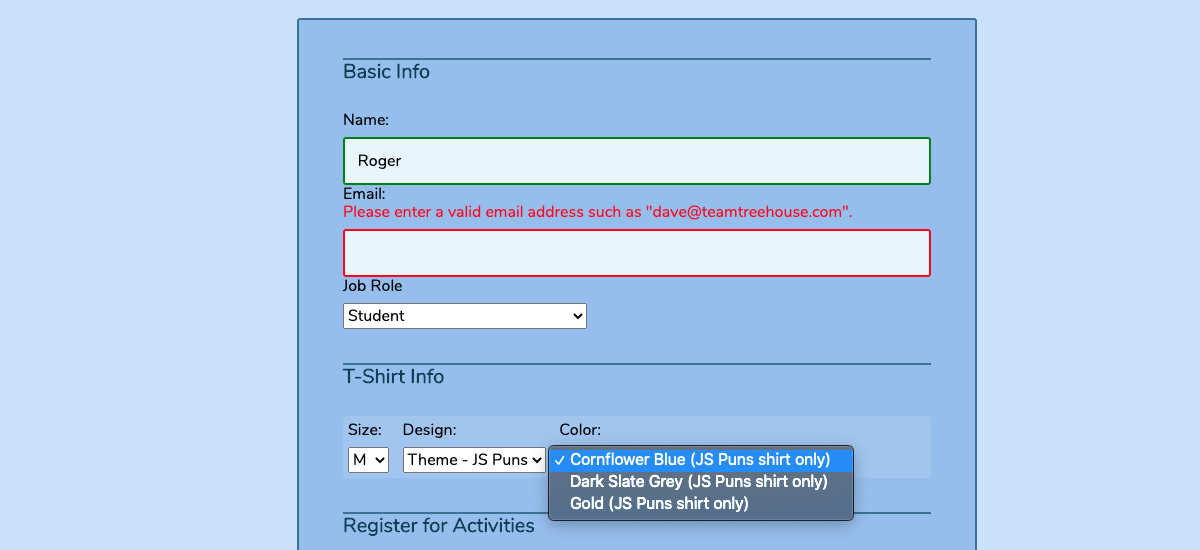 Basic Info
Name:
Roger
Email:
Please enter a valid email address such as "dave@teamtreehouse.com".
Job Role
Student
T-Shirt Info
Size: Design: Color:
M Theme - JS Puns ✓ Cornflower Blue (JS Puns shirt only)
Dark Slate Grey (JS Puns shirt only)
Gold (JS Puns shirt only)
Register for Activities